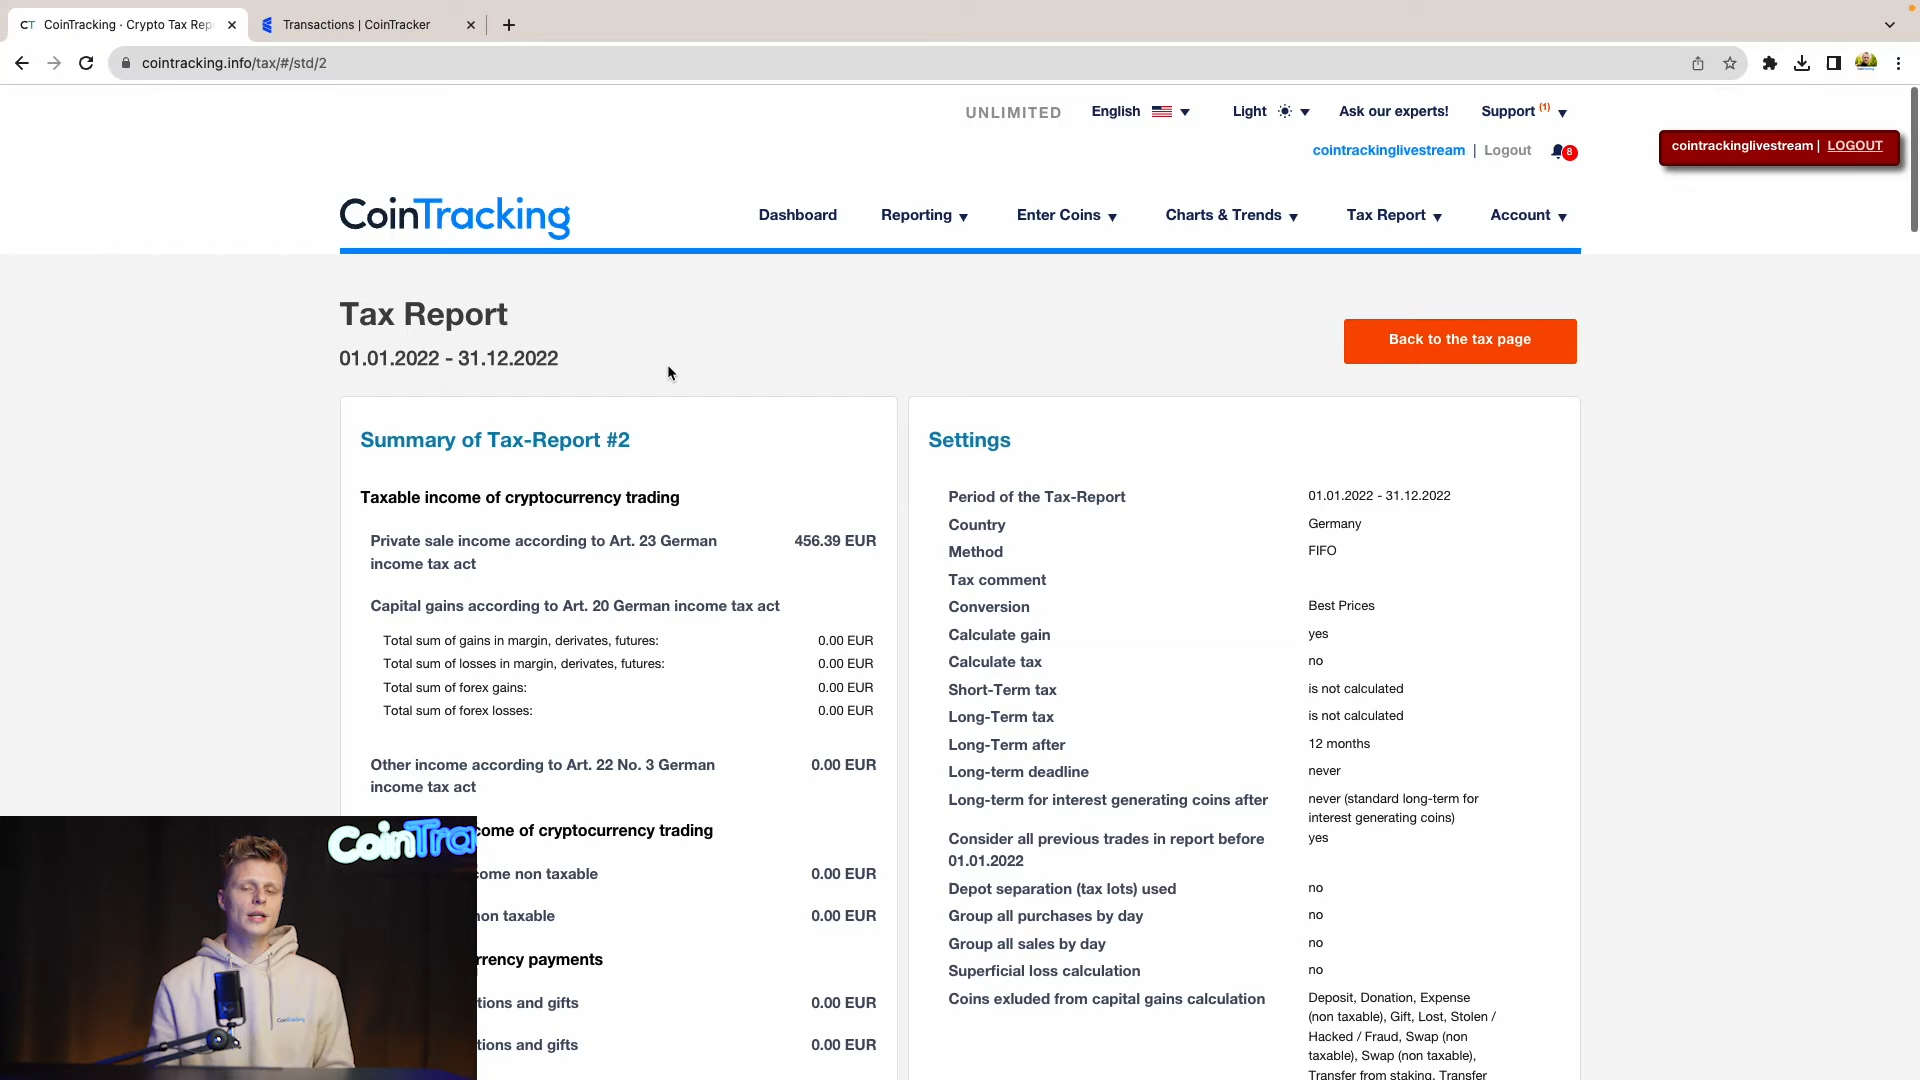 CT CoinTracking · Crypto Tax Rep
Transactions | CoinTracker
cointracking.info/tax/#/std/2
UNLIMITED English Light Ask our experts! Support (1)
cointrackinglivestream | Logout 8
cointrackinglivestream | LOGOUT
CoinTracking Dashboard Reporting Enter Coins Charts & Trends Tax Report Account
Tax Report
01.01.2022 - 31.12.2022
Back to the tax page
Summary of Tax-Report #2
Taxable income of cryptocurrency trading
Private sale income according to Art. 23 German 456.39 EUR
income tax act
Capital gains according to Art. 20 German income tax act
Total sum of gains in margin, derivates, futures: 0.00 EUR
Total sum of losses in margin, derivates, futures: 0.00 EUR
Total sum of forex gains: 0.00 EUR
Total sum of forex losses: 0.00 EUR
Other income according to Art. 22 No. 3 German 0.00 EUR
income tax act
come of cryptocurrency trading
come non taxable 0.00 EUR
non taxable 0.00 EUR
rrency payments
tions and gifts 0.00 EUR
tions and gifts 0.00 EUR
Settings
Period of the Tax-Report 01.01.2022 - 31.12.2022
Country Germany
Method FIFO
Tax comment
Conversion Best Prices
Calculate gain yes
Calculate tax no
Short-Term tax is not calculated
Long-Term tax is not calculated
Long-Term after 12 months
Long-term deadline never
Long-term for interest generating coins after never (standard long-term for
interest generating coins)
Consider all previous trades in report before yes
01.01.2022
Depot separation (tax lots) used no
Group all purchases by day no
Group all sales by day no
Superficial loss calculation no
Coins exluded from capital gains calculation Deposit, Donation, Expense
(non taxable), Gift, Lost, Stolen /
Hacked / Fraud, Swap (non
taxable), Swap (non taxable),
Transfer from staking, Transfer
CoinTra
CoinTracking